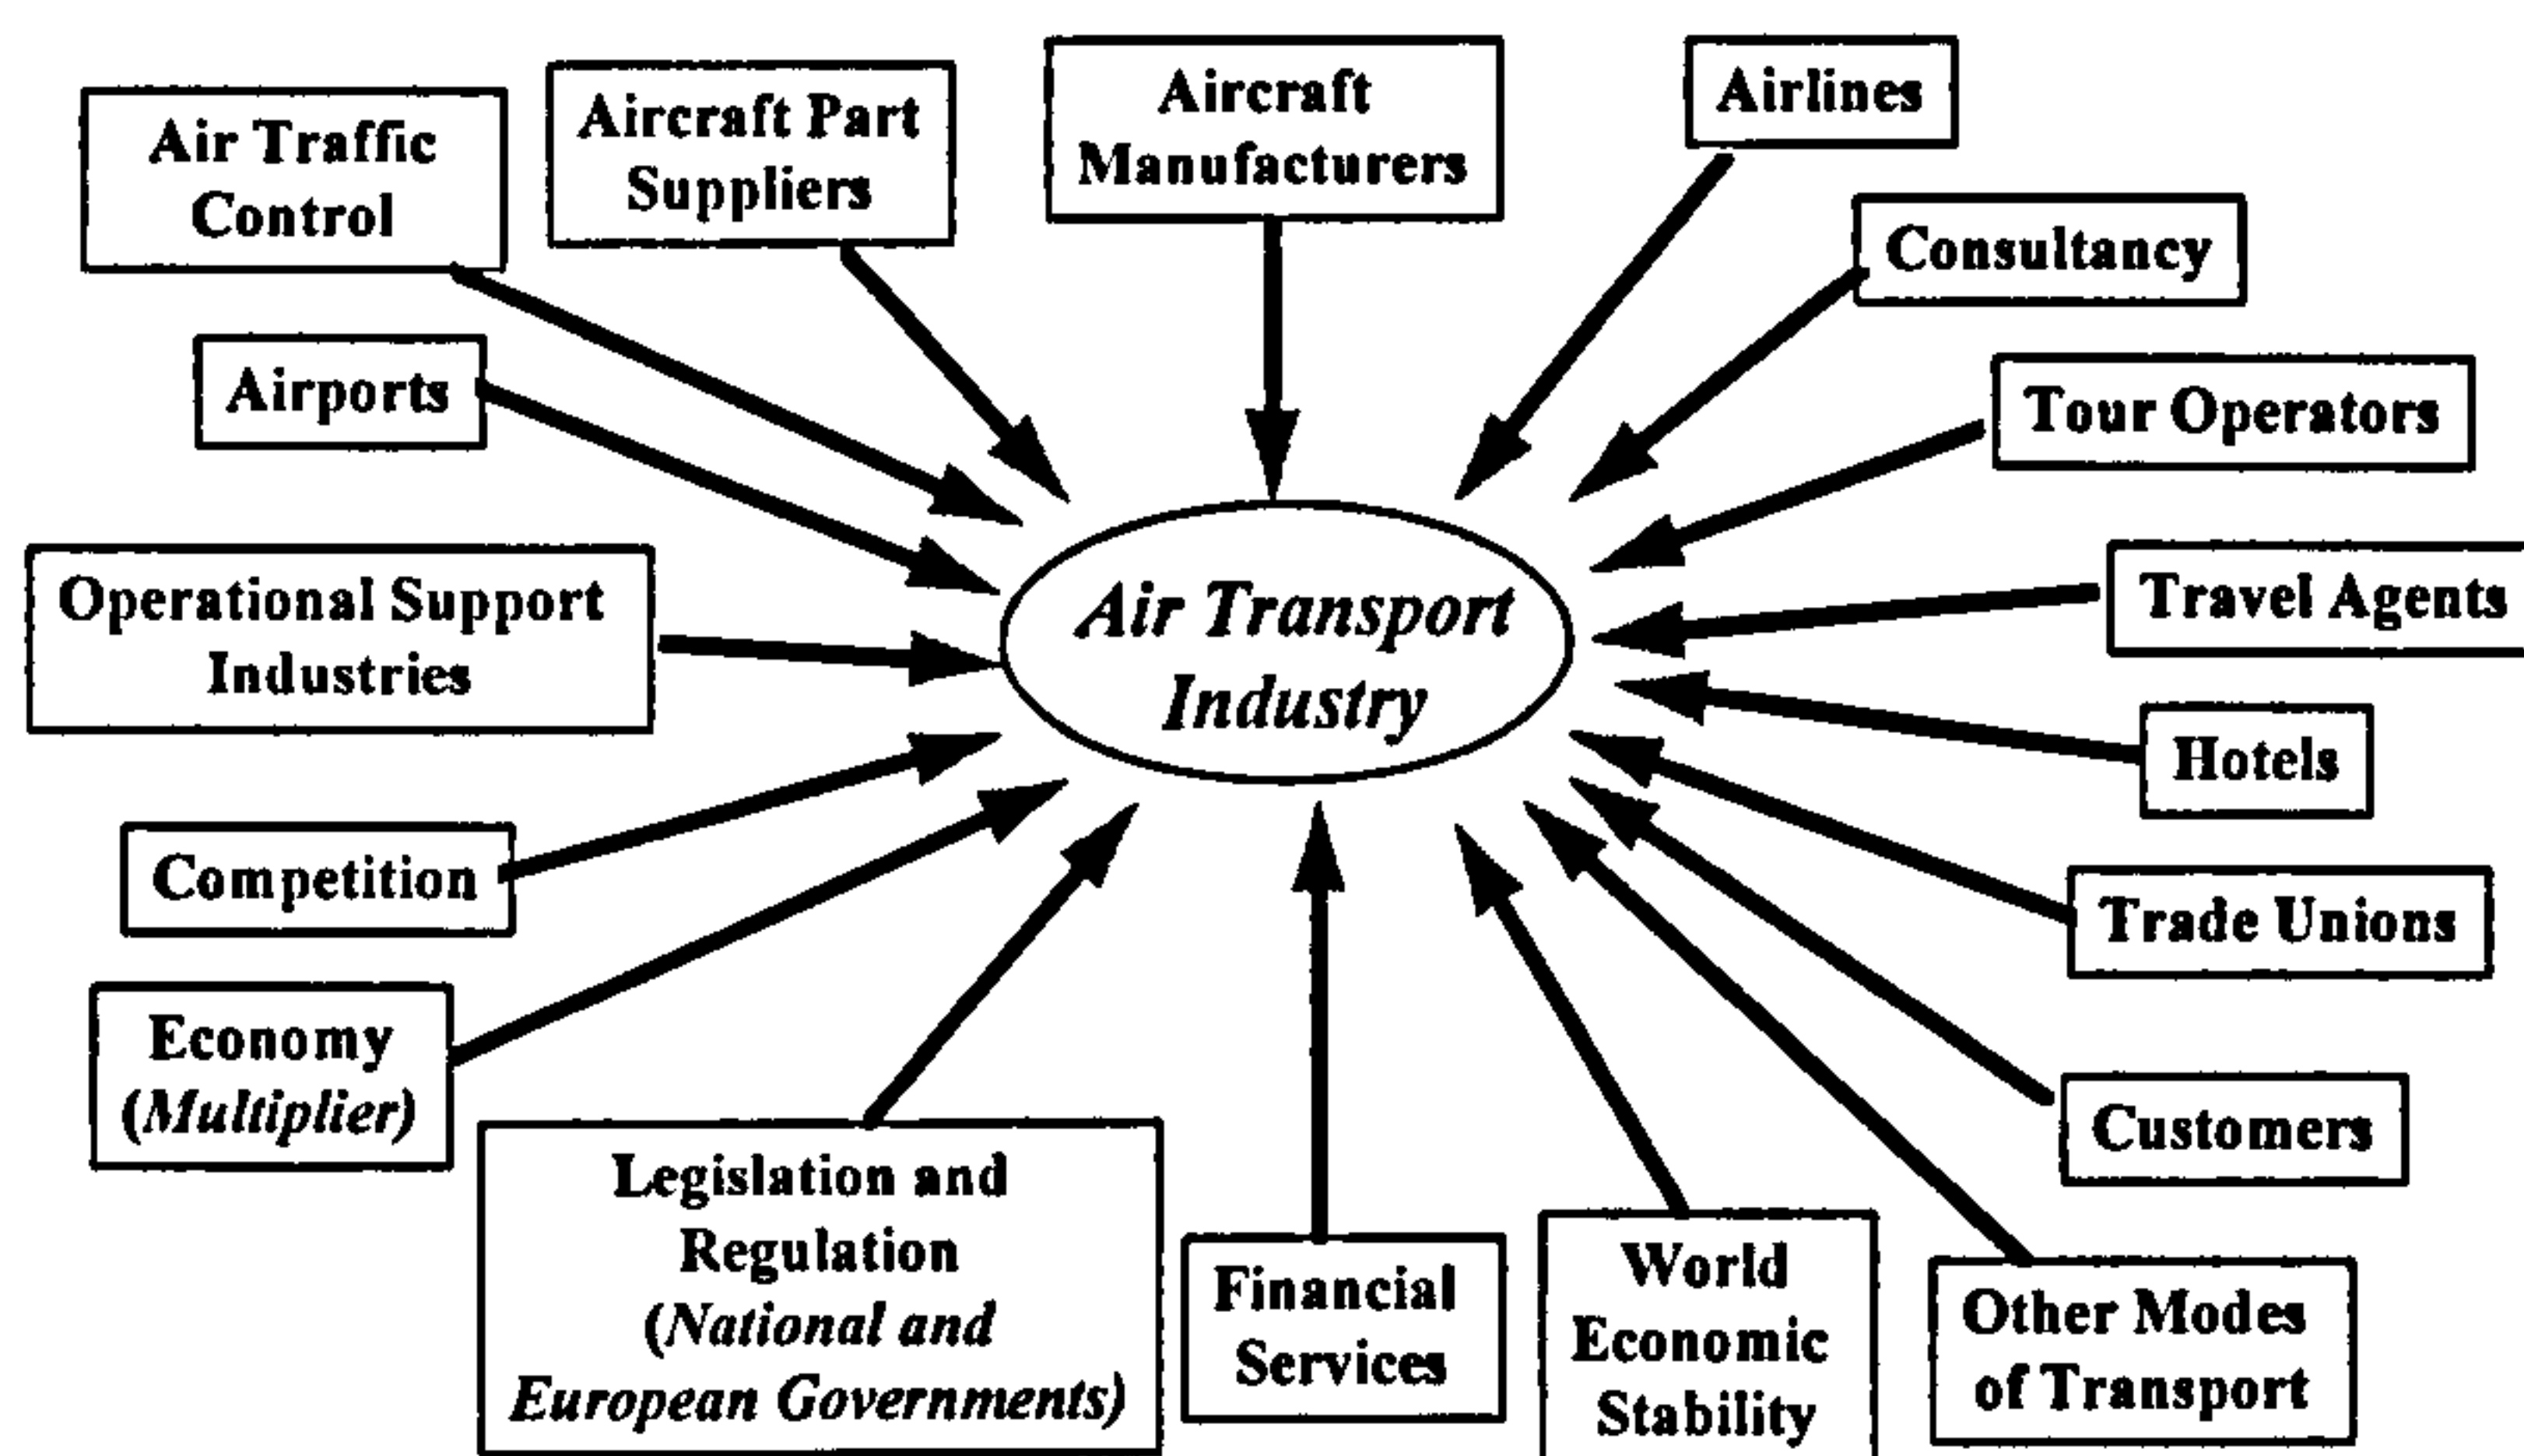 Air Traffic
Control
Aircraft Part
Suppliers
Aircraft
Manufacturers
Airlines
Consultancy
Airports
Tour Operators
Operational Support
Industries
Air Transport
Industry
Travel Agents
Hotels
Competition
Trade Unions
Economy
(Multiplier)
Customers
Legislation and
Regulation
(National and
European Governments)
Financial
Services
World
Economic
Stability
Other Modes
of Transport